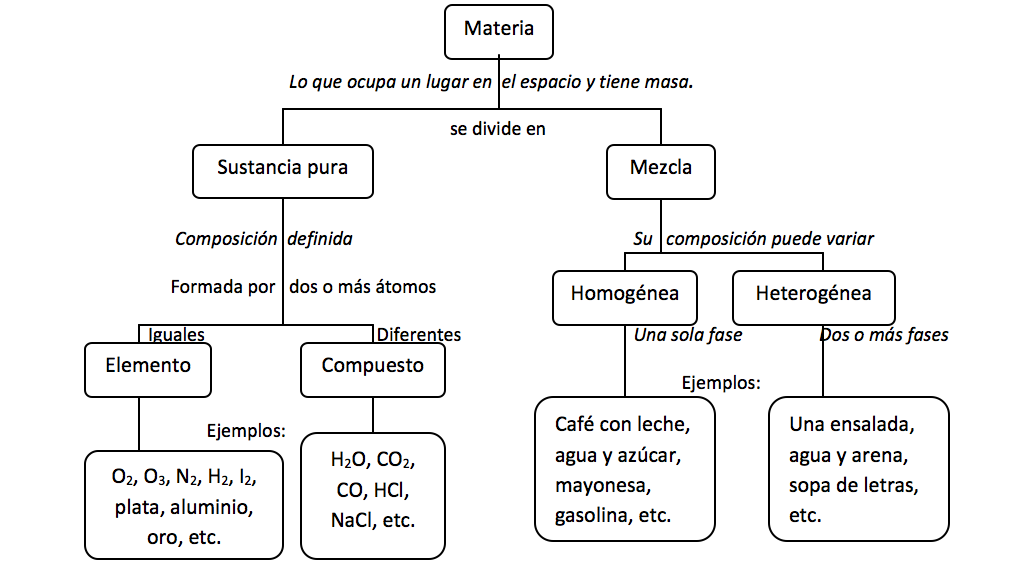 Materia
Lo que ocupa un lugar en el espacio y tiene masa.
se divide en
Sustancia pura
Mezcla
Composición definida
Su composición puede variar
Formada por dos o más átomos
Homogénea
Heterogénea
Iguales
Diferentes
Una sola fase
Dos o más fases
Elemento
Compuesto
Ejemplos:
Ejemplos:
O₂, O₃, N₂, H₂, I₂,
plata, aluminio,
oro, etc.
H₂O, CO₂,
CO, HCl,
NaCl, etc.
Café con leche,
agua y azúcar,
mayonesa,
gasolina, etc.
Una ensalada,
agua y arena,
sopa de letras,
etc.